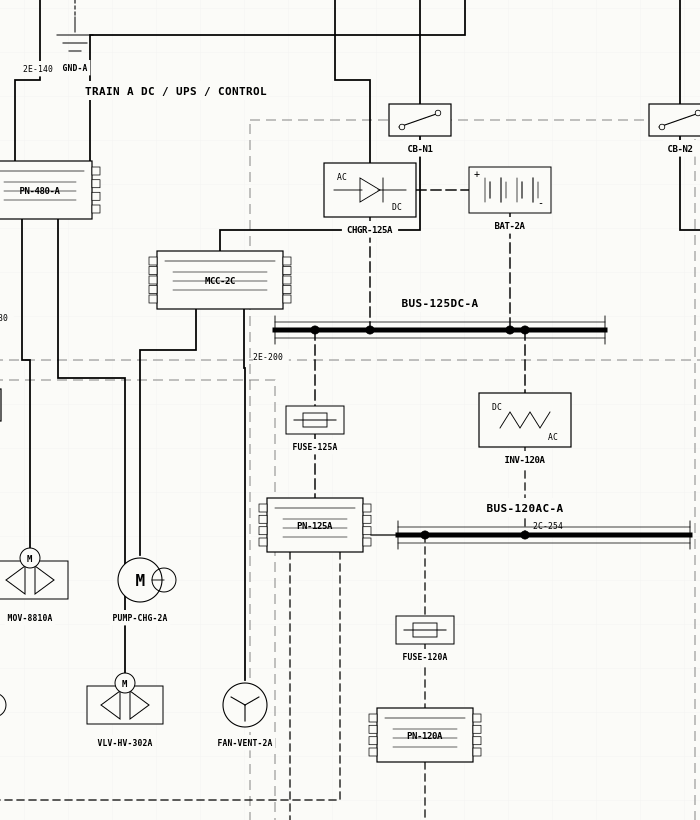 2E-140
GND-A
TRAIN A DC / UPS / CONTROL
CB-N1
CB-N2
PN-480-A
AC
DC
+
-
CHGR-125A
BAT-2A
MCC-2C
BUS-125DC-A
2E-200
DC
AC
FUSE-125A
INV-120A
BUS-120AC-A
PN-125A
2C-254
M
M
MOV-8810A
PUMP-CHG-2A
FUSE-120A
M
VLV-HV-302A
FAN-VENT-2A
PN-120A